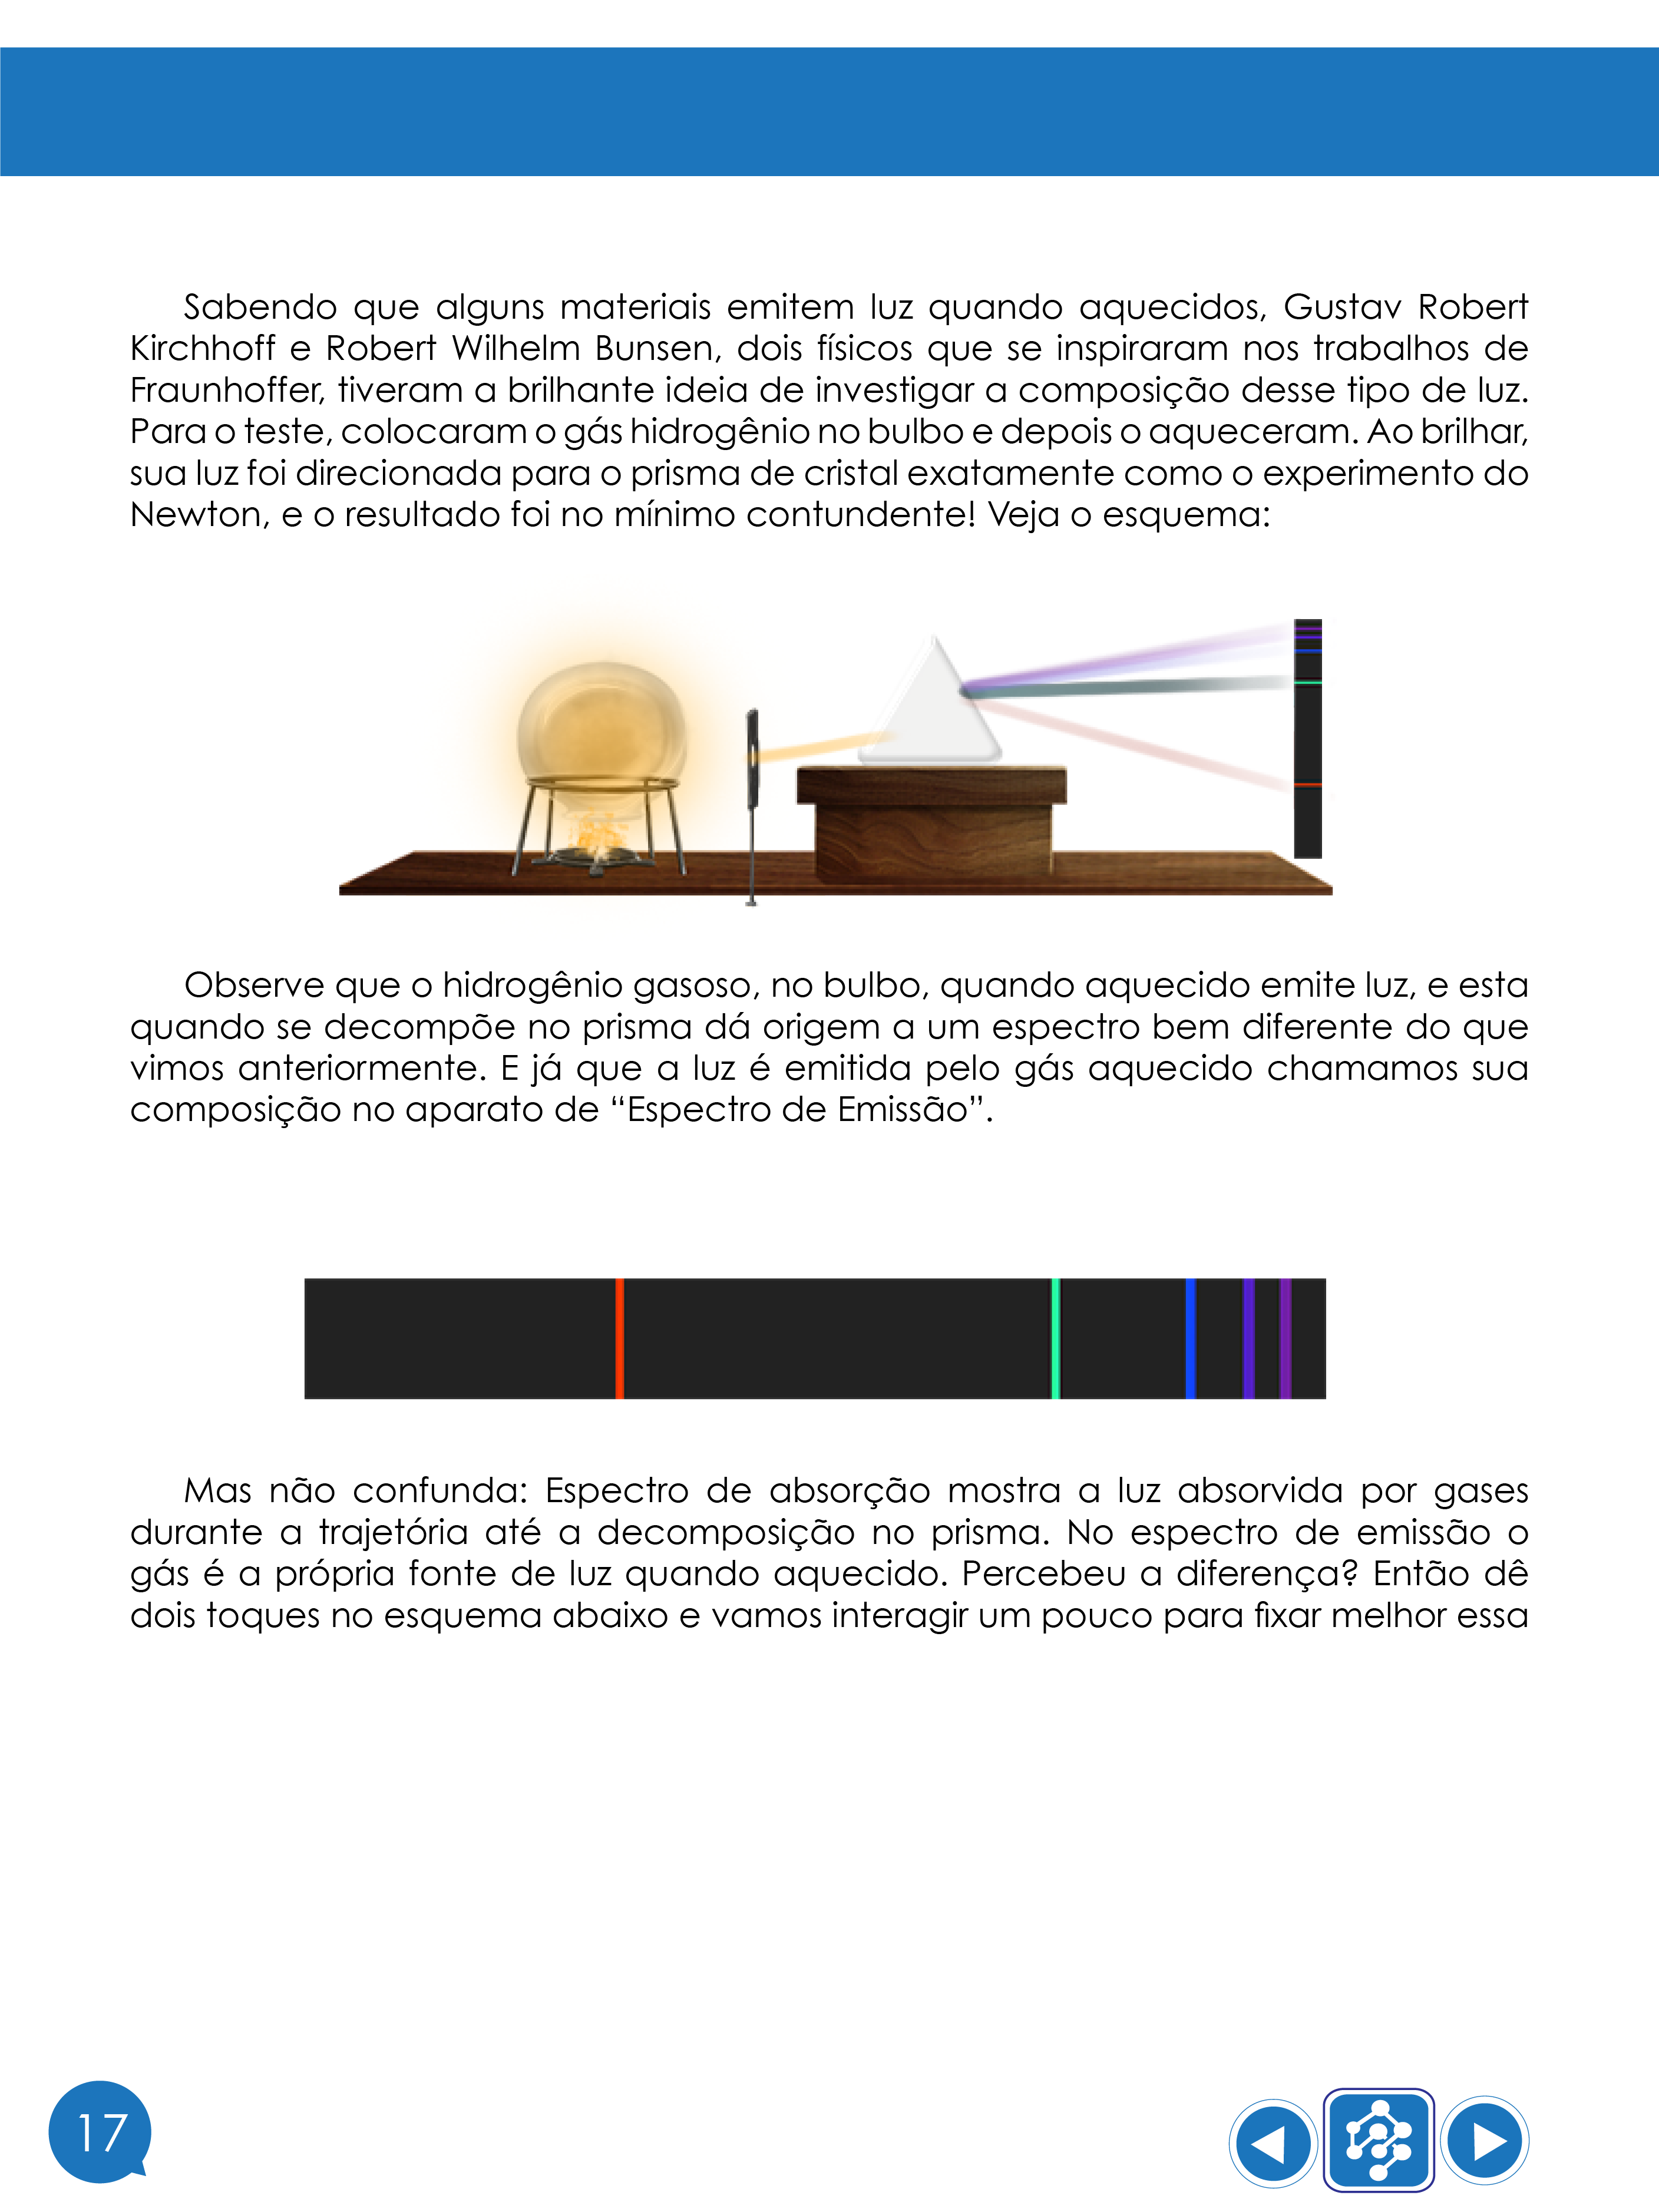 Sabendo que alguns materiais emitem luz quando aquecidos, Gustav Robert
Kirchhoff e Robert Wilhelm Bunsen, dois físicos que se inspiraram nos trabalhos de
Fraunhoffer, tiveram a brilhante ideia de investigar a composição desse tipo de luz.
Para o teste, colocaram o gás hidrogênio no bulbo e depois o aqueceram. Ao brilhar,
sua luz foi direcionada para o prisma de cristal exatamente como o experimento do
Newton, e o resultado foi no mínimo contundente! Veja o esquema:
Observe que o hidrogênio gasoso, no bulbo, quando aquecido emite luz, e esta
quando se decompõe no prisma dá origem a um espectro bem diferente do que
vimos anteriormente. E já que a luz é emitida pelo gás aquecido chamamos sua
composição no aparato de “Espectro de Emissão”.
Mas não confunda: Espectro de absorção mostra a luz absorvida por gases
durante a trajetória até a decomposição no prisma. No espectro de emissão o
gás é a própria fonte de luz quando aquecido. Percebeu a diferença? Então dê
dois toques no esquema abaixo e vamos interagir um pouco para fixar melhor essa
17